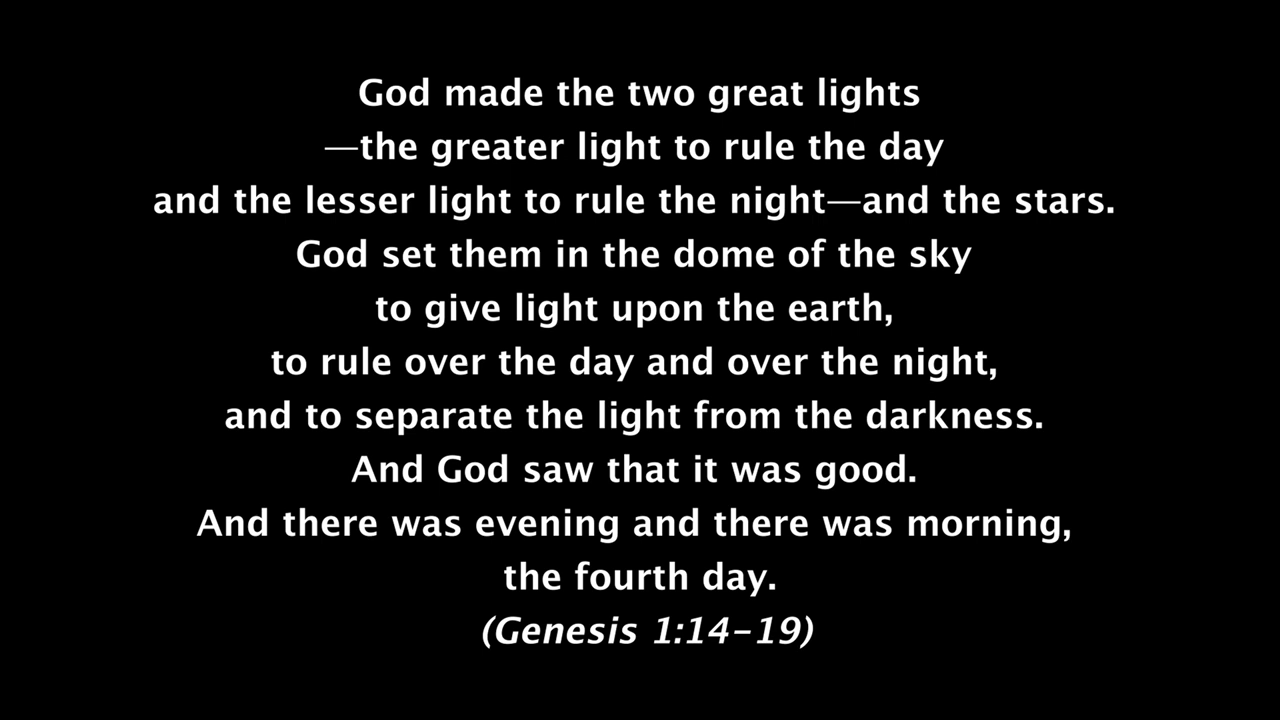 God made the two great lights
—the greater light to rule the day
and the lesser light to rule the night—and the stars.
God set them in the dome of the sky
to give light upon the earth,
to rule over the day and over the night,
and to separate the light from the darkness.
And God saw that it was good.
And there was evening and there was morning,
the fourth day.
(Genesis 1:14–19)